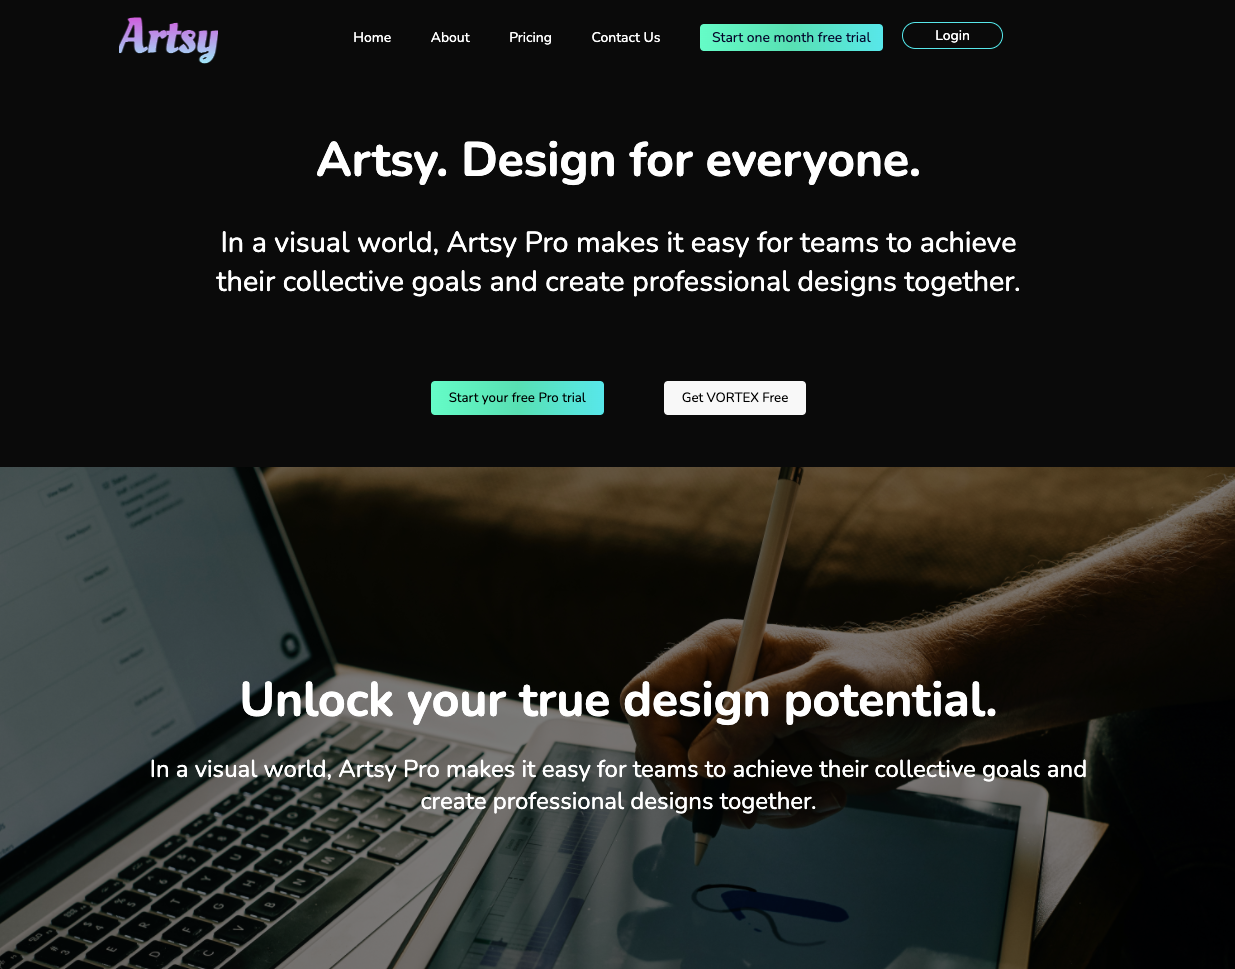 Artsy
Home About Pricing Contact Us Start one month free trial Login
Artsy. Design for everyone.
In a visual world, Artsy Pro makes it easy for teams to achieve
their collective goals and create professional designs together.
Start your free Pro trial Get VORTEX Free
Unlock your true design potential.
In a visual world, Artsy Pro makes it easy for teams to achieve their collective goals and
create professional designs together.